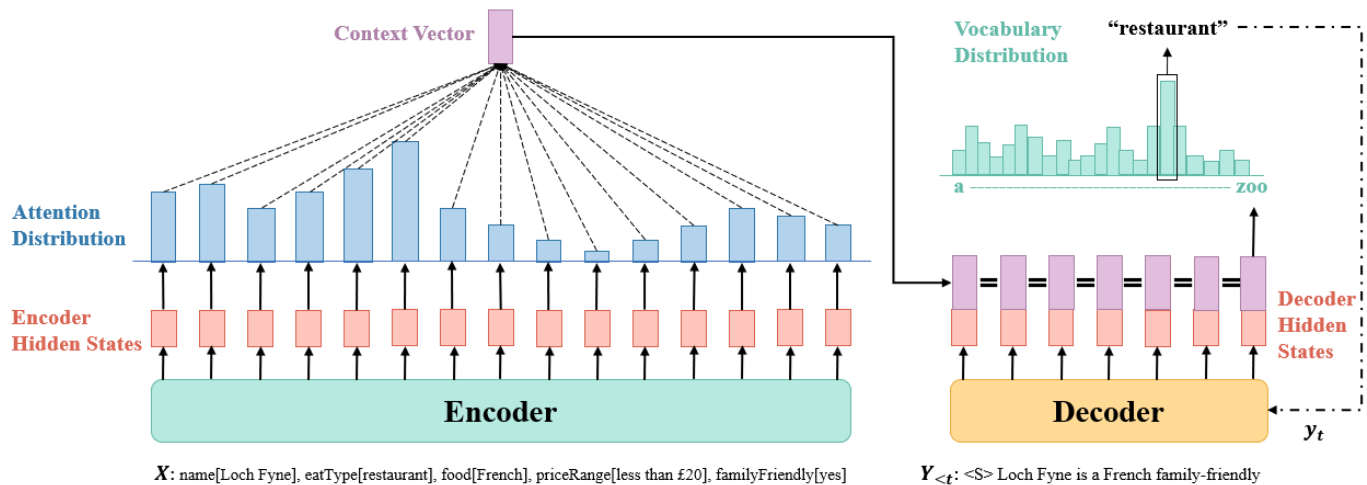 Context Vector
Vocabulary
Distribution
"restaurant"
a
zoo
Attention
Distribution
Encoder
Hidden States
Decoder
Hidden
States
Encoder
Decoder
y_t
X: name[Loch Fyne], eatType[restaurant], food[French], priceRange[less than £20], familyFriendly[yes]
Y_{<t}: <S> Loch Fyne is a French family-friendly